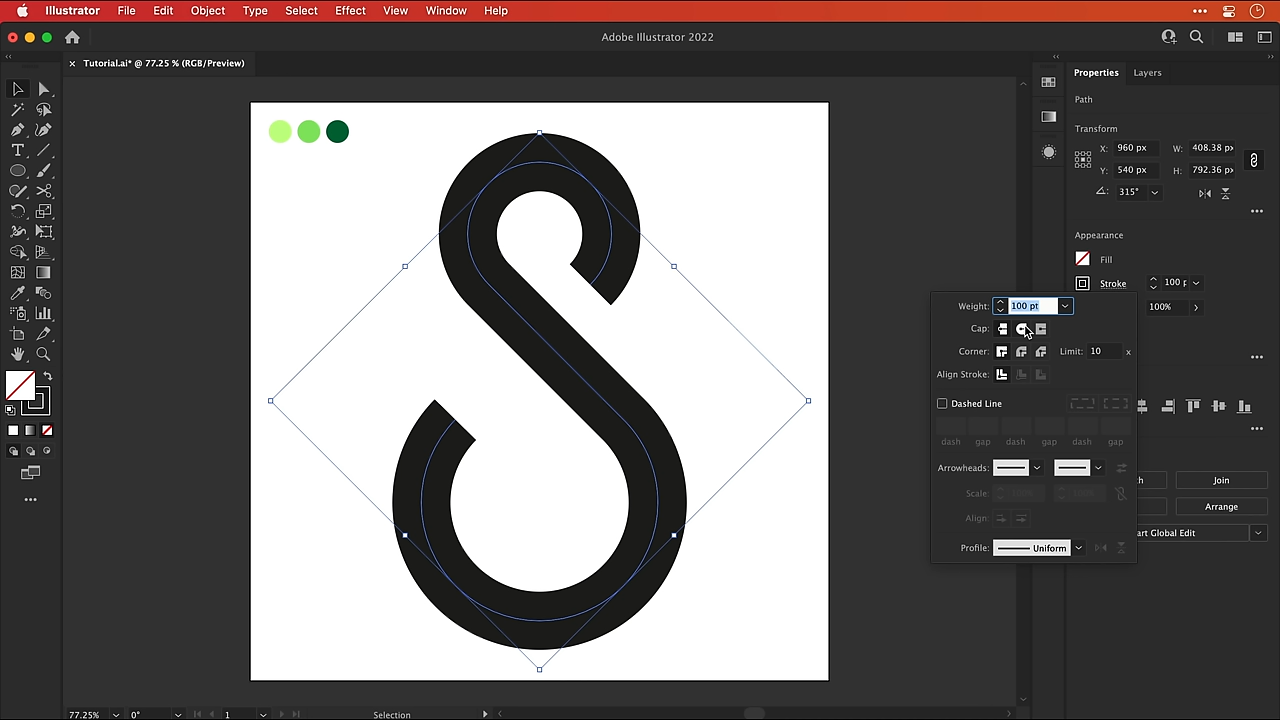 Illustrator File Edit Object Type Select Effect View Window Help
Adobe Illustrator 2022
Tutorial.ai* @ 77.25 % (RGB/Preview)
Properties Layers
Path
Transform
X: 960 px W: 408.38 px
Y: 540 px H: 792.36 px
315°
Appearance
Fill
Stroke 100 p
100%
Weight: 100 pt
Cap:
Corner: Limit: 10 x
Align Stroke:
Dashed Line
dash gap dash gap dash gap
Arrowheads:
Scale: 100% 100%
Align:
Profile: Uniform
th Join
Arrange
art Global Edit
77.25% 0° 1 Selection